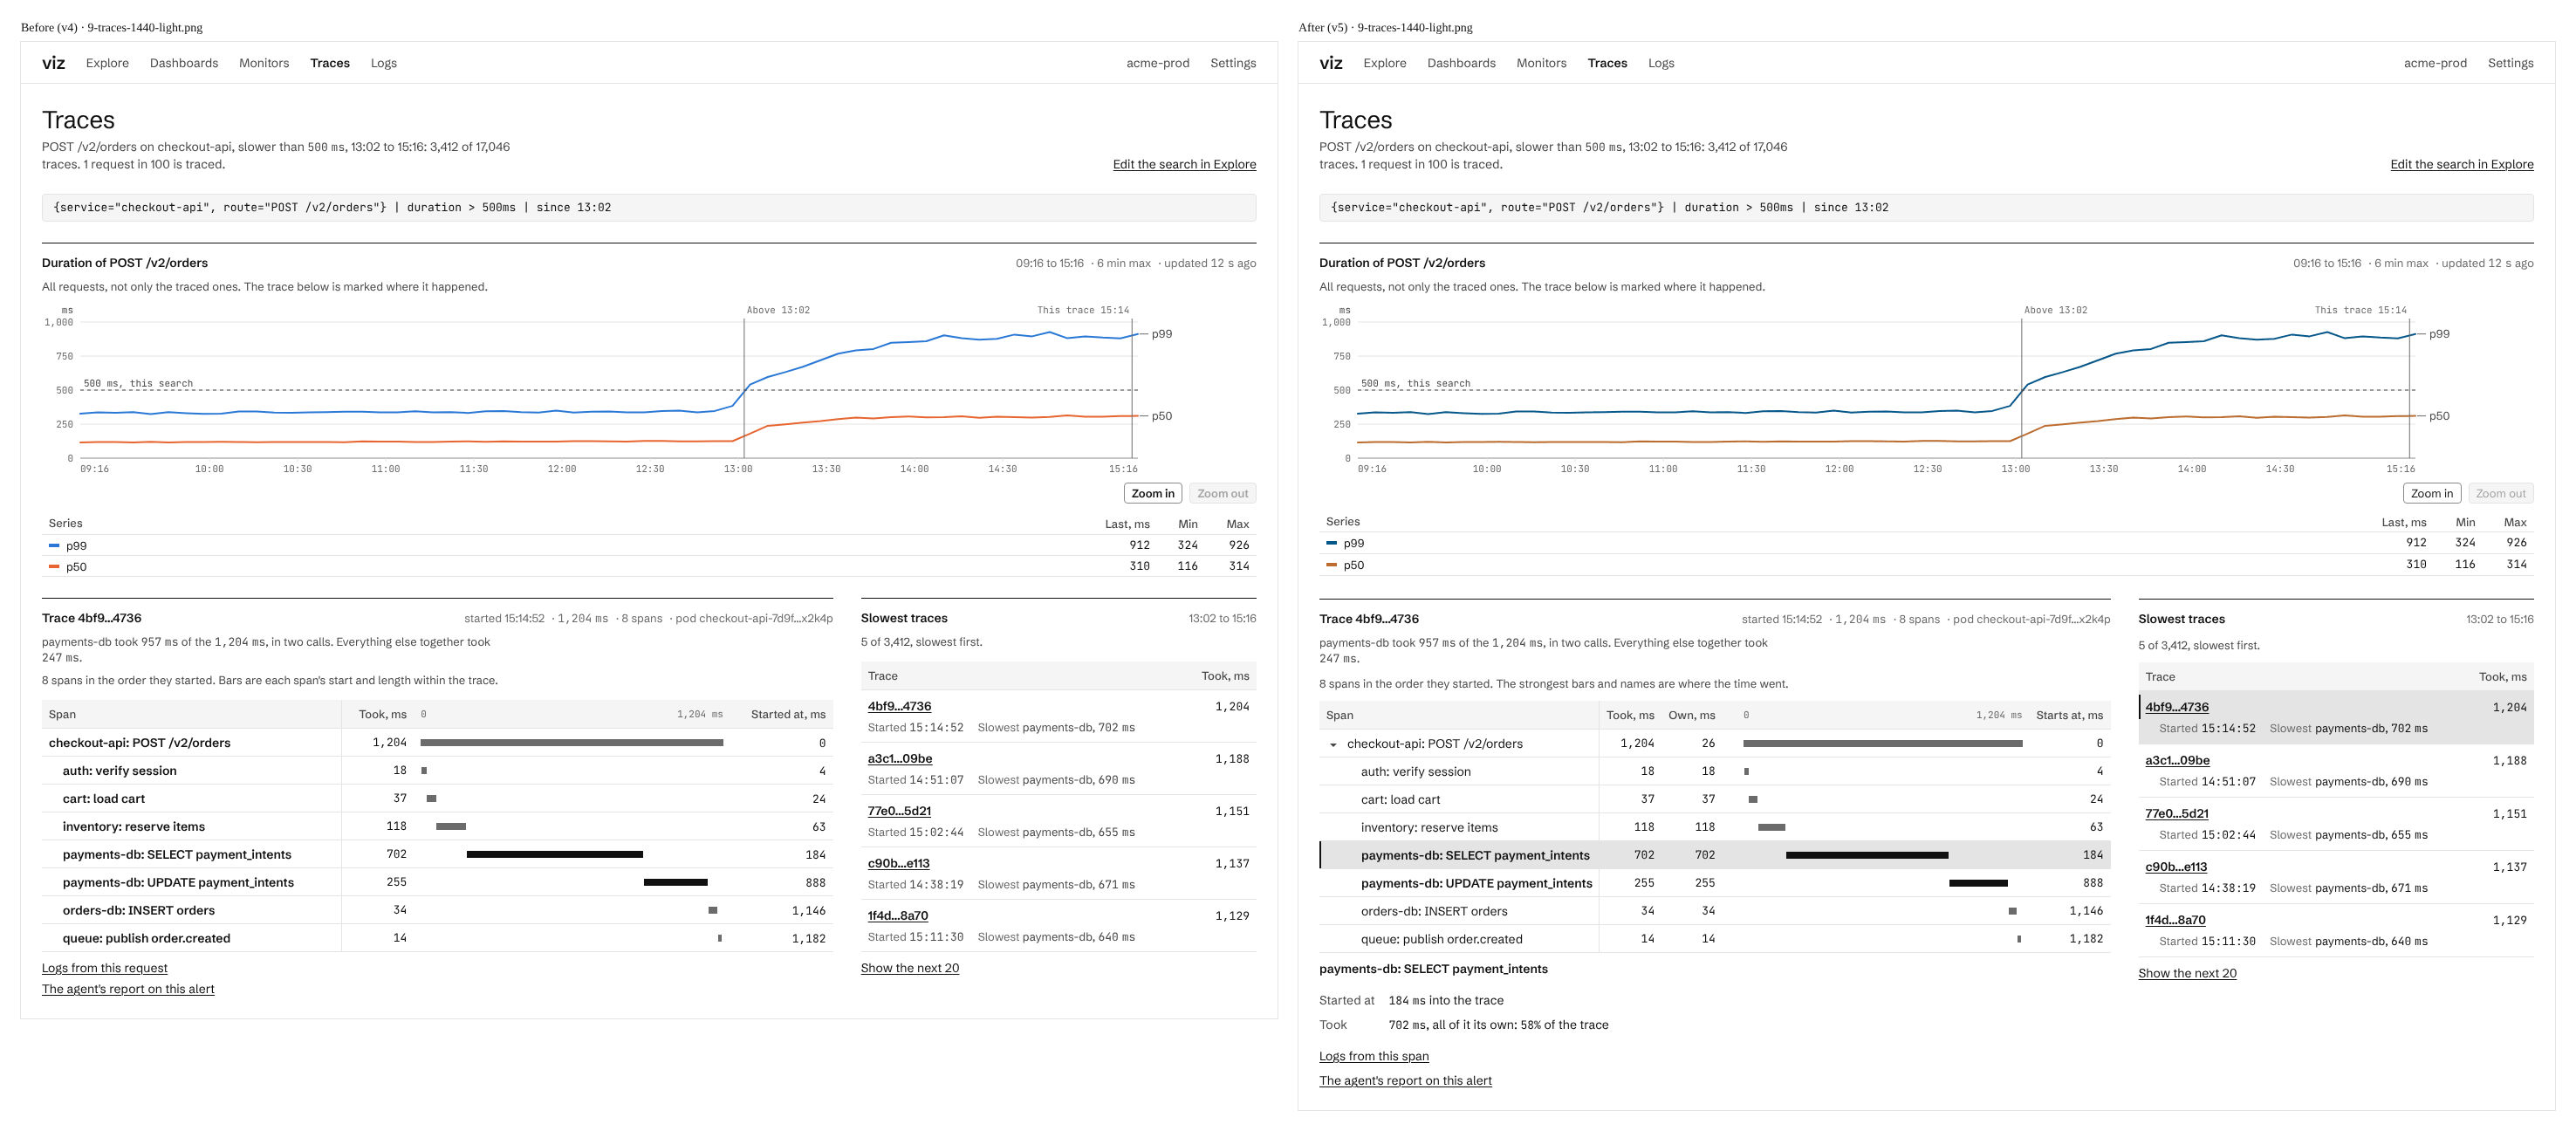 Before (v4) · 9-traces-1440-light.png
viz Explore Dashboards Monitors Traces Logs acme-prod Settings
Traces
POST /v2/orders on checkout-api, slower than 500 ms, 13:02 to 15:16: 3,412 of 17,046
traces. 1 request in 100 is traced.
Edit the search in Explore
{service="checkout-api", route="POST /v2/orders"} | duration > 500ms | since 13:02
Duration of POST /v2/orders 09:16 to 15:16 · 6 min max · updated 12 s ago
All requests, not only the traced ones. The trace below is marked where it happened.
ms Above 13:02 This trace 15:14
1,000
p99
750
500 500 ms, this search
p50
250
0
09:16 10:00 10:30 11:00 11:30 12:00 12:30 13:00 13:30 14:00 14:30 15:16
Zoom in Zoom out
Series Last, ms Min Max
p99 912 324 926
p50 310 116 314
Trace 4bf9…4736 started 15:14:52 · 1,204 ms · 8 spans · pod checkout-api-7d9f…x2k4p
payments-db took 957 ms of the 1,204 ms, in two calls. Everything else together took
247 ms.
8 spans in the order they started. Bars are each span's start and length within the trace.
Span Took, ms 0 1,204 ms Started at, ms
checkout-api: POST /v2/orders 1,204 0
auth: verify session 18 4
cart: load cart 37 24
inventory: reserve items 118 63
payments-db: SELECT payment_intents 702 184
payments-db: UPDATE payment_intents 255 888
orders-db: INSERT orders 34 1,146
queue: publish order.created 14 1,182
Logs from this request
The agent's report on this alert
Slowest traces 13:02 to 15:16
5 of 3,412, slowest first.
Trace Took, ms
4bf9…4736 1,204
Started 15:14:52 Slowest payments-db, 702 ms
a3c1…09be 1,188
Started 14:51:07 Slowest payments-db, 690 ms
77e0…5d21 1,151
Started 15:02:44 Slowest payments-db, 655 ms
c90b…e113 1,137
Started 14:38:19 Slowest payments-db, 671 ms
1f4d…8a70 1,129
Started 15:11:30 Slowest payments-db, 640 ms
Show the next 20
After (v5) · 9-traces-1440-light.png
viz Explore Dashboards Monitors Traces Logs acme-prod Settings
Traces
POST /v2/orders on checkout-api, slower than 500 ms, 13:02 to 15:16: 3,412 of 17,046
traces. 1 request in 100 is traced.
Edit the search in Explore
{service="checkout-api", route="POST /v2/orders"} | duration > 500ms | since 13:02
Duration of POST /v2/orders 09:16 to 15:16 · 6 min max · updated 12 s ago
All requests, not only the traced ones. The trace below is marked where it happened.
ms Above 13:02 This trace 15:14
1,000
p99
750
500 500 ms, this search
p50
250
0
09:16 10:00 10:30 11:00 11:30 12:00 12:30 13:00 13:30 14:00 14:30 15:16
Zoom in Zoom out
Series Last, ms Min Max
p99 912 324 926
p50 310 116 314
Trace 4bf9…4736 started 15:14:52 · 1,204 ms · 8 spans · pod checkout-api-7d9f…x2k4p
payments-db took 957 ms of the 1,204 ms, in two calls. Everything else together took
247 ms.
8 spans in the order they started. The strongest bars and names are where the time went.
Span Took, ms Own, ms 0 1,204 ms Starts at, ms
checkout-api: POST /v2/orders 1,204 26 0
auth: verify session 18 18 4
cart: load cart 37 37 24
inventory: reserve items 118 118 63
payments-db: SELECT payment_intents 702 702 184
payments-db: UPDATE payment_intents 255 255 888
orders-db: INSERT orders 34 34 1,146
queue: publish order.created 14 14 1,182
payments-db: SELECT payment_intents
Started at 184 ms into the trace
Took 702 ms, all of it its own: 58% of the trace
Logs from this span
The agent's report on this alert
Slowest traces 13:02 to 15:16
5 of 3,412, slowest first.
Trace Took, ms
4bf9…4736 1,204
Started 15:14:52 Slowest payments-db, 702 ms
a3c1…09be 1,188
Started 14:51:07 Slowest payments-db, 690 ms
77e0…5d21 1,151
Started 15:02:44 Slowest payments-db, 655 ms
c90b…e113 1,137
Started 14:38:19 Slowest payments-db, 671 ms
1f4d…8a70 1,129
Started 15:11:30 Slowest payments-db, 640 ms
Show the next 20